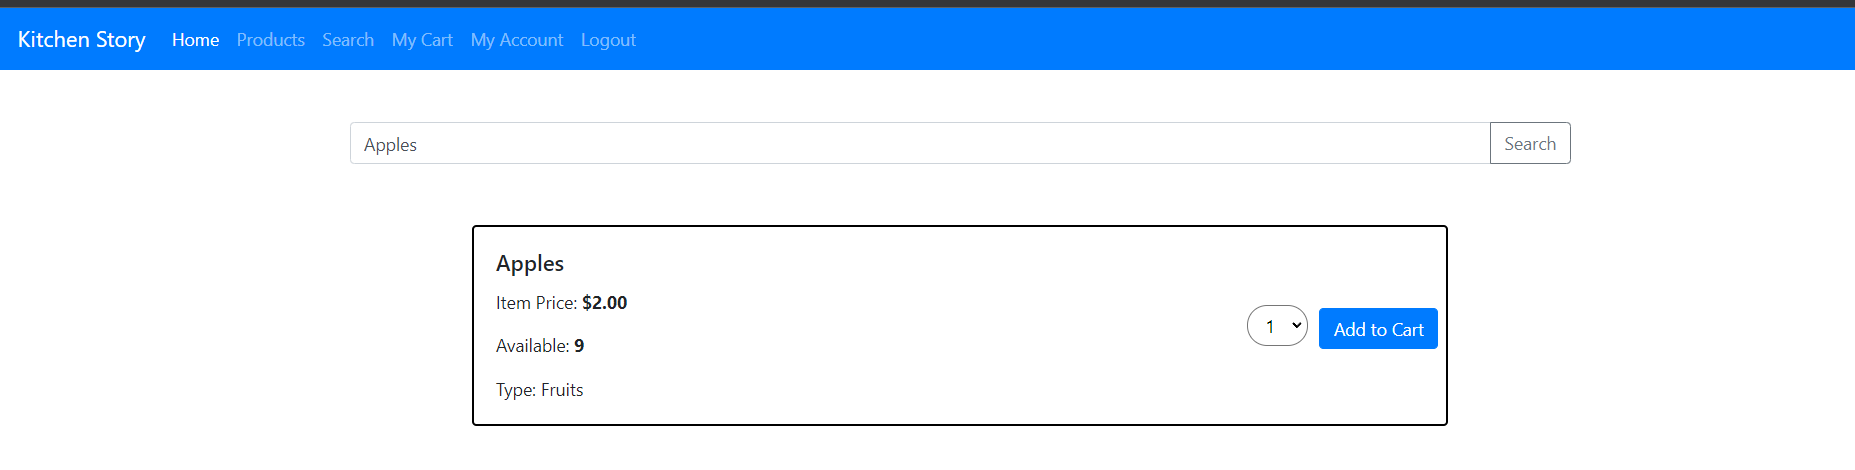 Kitchen Story Home Products Search My Cart My Account Logout
Apples Search
Apples
Item Price: $2.00
1 Add to Cart
Available: 9
Type: Fruits